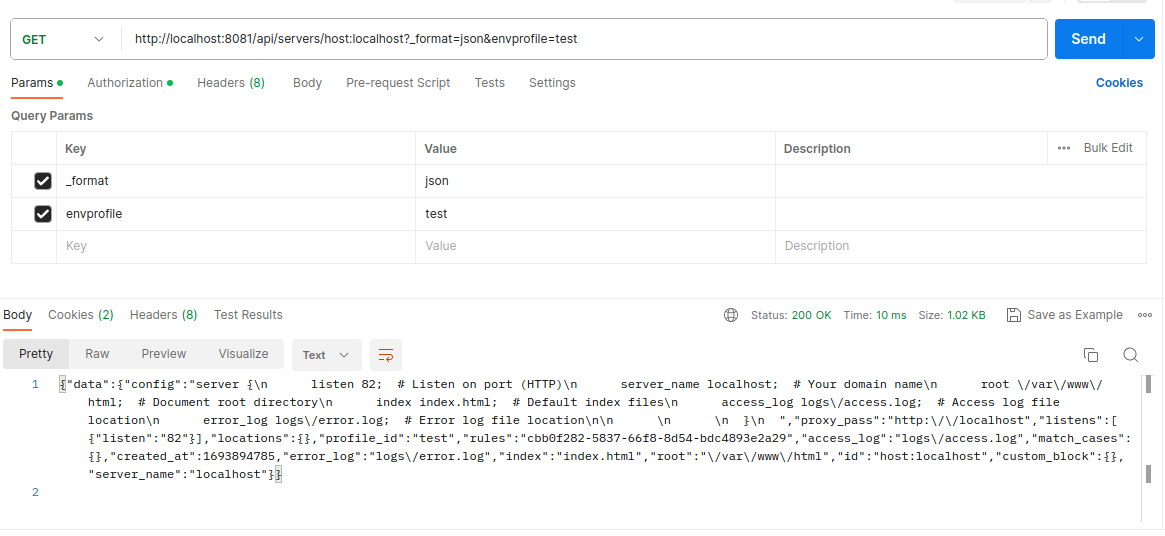 GET
http://localhost:8081/api/servers/host:localhost?_format=json&envprofile=test
Send
Params
Authorization
Headers (8)
Body
Pre-request Script
Tests
Settings
Cookies
Query Params
Key Value Description ••• Bulk Edit
_format json
envprofile test
Key Value Description
Body
Cookies (2)
Headers (8)
Test Results
Status: 200 OK
Time: 10 ms
Size: 1.02 KB
Save as Example
Pretty
Raw
Preview
Visualize
Text
1 {"data":{"config":"server {\n      listen 82;  # Listen on port (HTTP)\n      server_name localhost;  # Your domain name\n      root \/var\/www\/
html;  # Document root directory\n      index index.html;  # Default index files\n      access_log logs\/access.log;  # Access log file
location\n      error_log logs\/error.log;  # Error log file location\n\n      \n      \n  }\n  ","proxy_pass":"http:\/\/localhost","listens":[
{"listen":"82"}],"locations":{},"profile_id":"test","rules":"cbb0f282-5837-66f8-8d54-bdc4893e2a29","access_log":"logs\/access.log","match_cases":
{},"created_at":1693894785,"error_log":"logs\/error.log","index":"index.html","root":"\/var\/www\/html","id":"host:localhost","custom_block":{},
"server_name":"localhost"}}
2